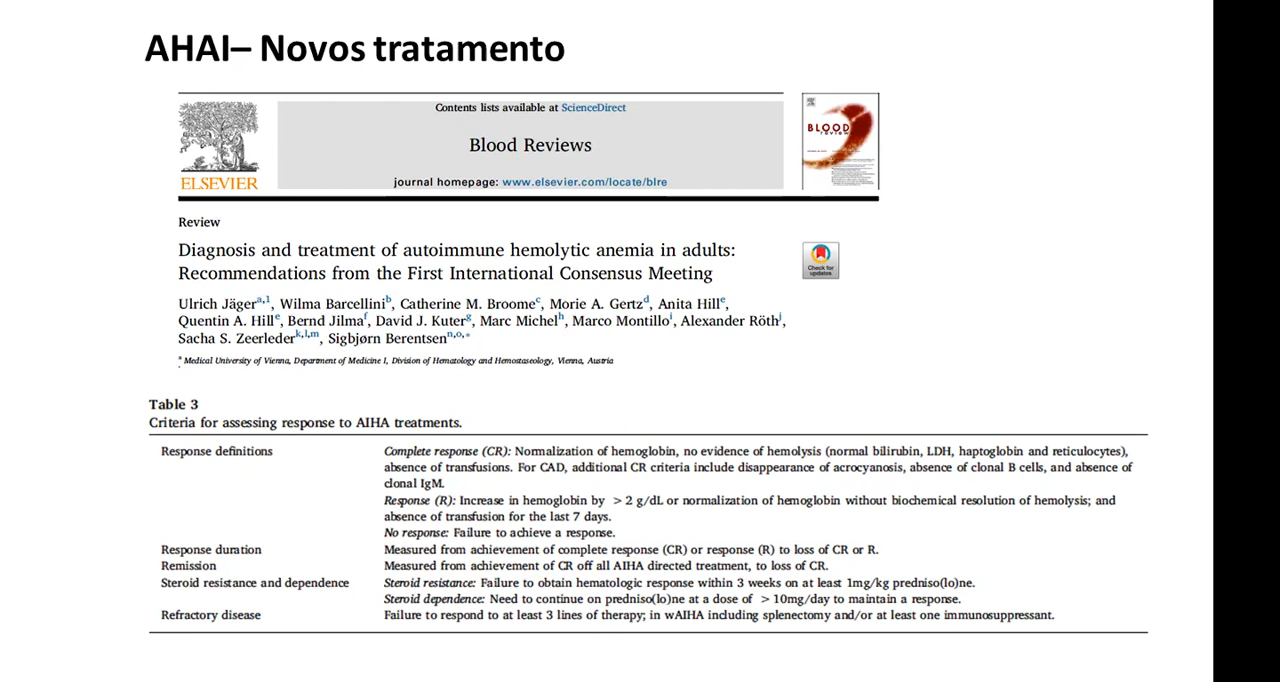 AHAI– Novos tratamento
Contents lists available at ScienceDirect
Blood Reviews
journal homepage: www.elsevier.com/locate/blre
ELSEVIER
BLOOD
Review
Diagnosis and treatment of autoimmune hemolytic anemia in adults:
Recommendations from the First International Consensus Meeting
Check for
updates
Ulrich Jäger a,1, Wilma Barcellini b, Catherine M. Broome c, Morie A. Gertz d, Anita Hill e,
Quentin A. Hill e, Bernd Jilma f, David J. Kuter g, Marc Michel h, Marco Montillo i, Alexander Röth j,
Sacha S. Zeerleder k,l,m, Sigbjørn Berentsen n,o,*
a Medical University of Vienna, Department of Medicine I, Division of Hematology and Hemostaseology, Vienna, Austria
Table 3
Criteria for assessing response to AIHA treatments.
Response definitions Complete response (CR): Normalization of hemoglobin, no evidence of hemolysis (normal bilirubin, LDH, haptoglobin and reticulocytes),
absence of transfusions. For CAD, additional CR criteria include disappearance of acrocyanosis, absence of clonal B cells, and absence of
clonal IgM.
Response (R): Increase in hemoglobin by > 2 g/dL or normalization of hemoglobin without biochemical resolution of hemolysis; and
absence of transfusion for the last 7 days.
No response: Failure to achieve a response.
Response duration Measured from achievement of complete response (CR) or response (R) to loss of CR or R.
Remission Measured from achievement of CR off all AIHA directed treatment, to loss of CR.
Steroid resistance and dependence Steroid resistance: Failure to obtain hematologic response within 3 weeks on at least 1mg/kg predniso(lo)ne.
Steroid dependence: Need to continue on predniso(lo)ne at a dose of > 10mg/day to maintain a response.
Refractory disease Failure to respond to at least 3 lines of therapy; in wAIHA including splenectomy and/or at least one immunosuppressant.